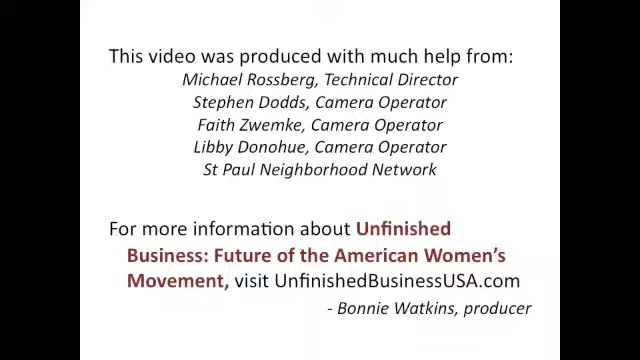 This video was produced with much help from:
Michael Rossberg, Technical Director
Stephen Dodds, Camera Operator
Faith Zwemke, Camera Operator
Libby Donohue, Camera Operator
St Paul Neighborhood Network
For more information about Unfinished
Business: Future of the American Women's
Movement, visit UnfinishedBusinessUSA.com
- Bonnie Watkins, producer